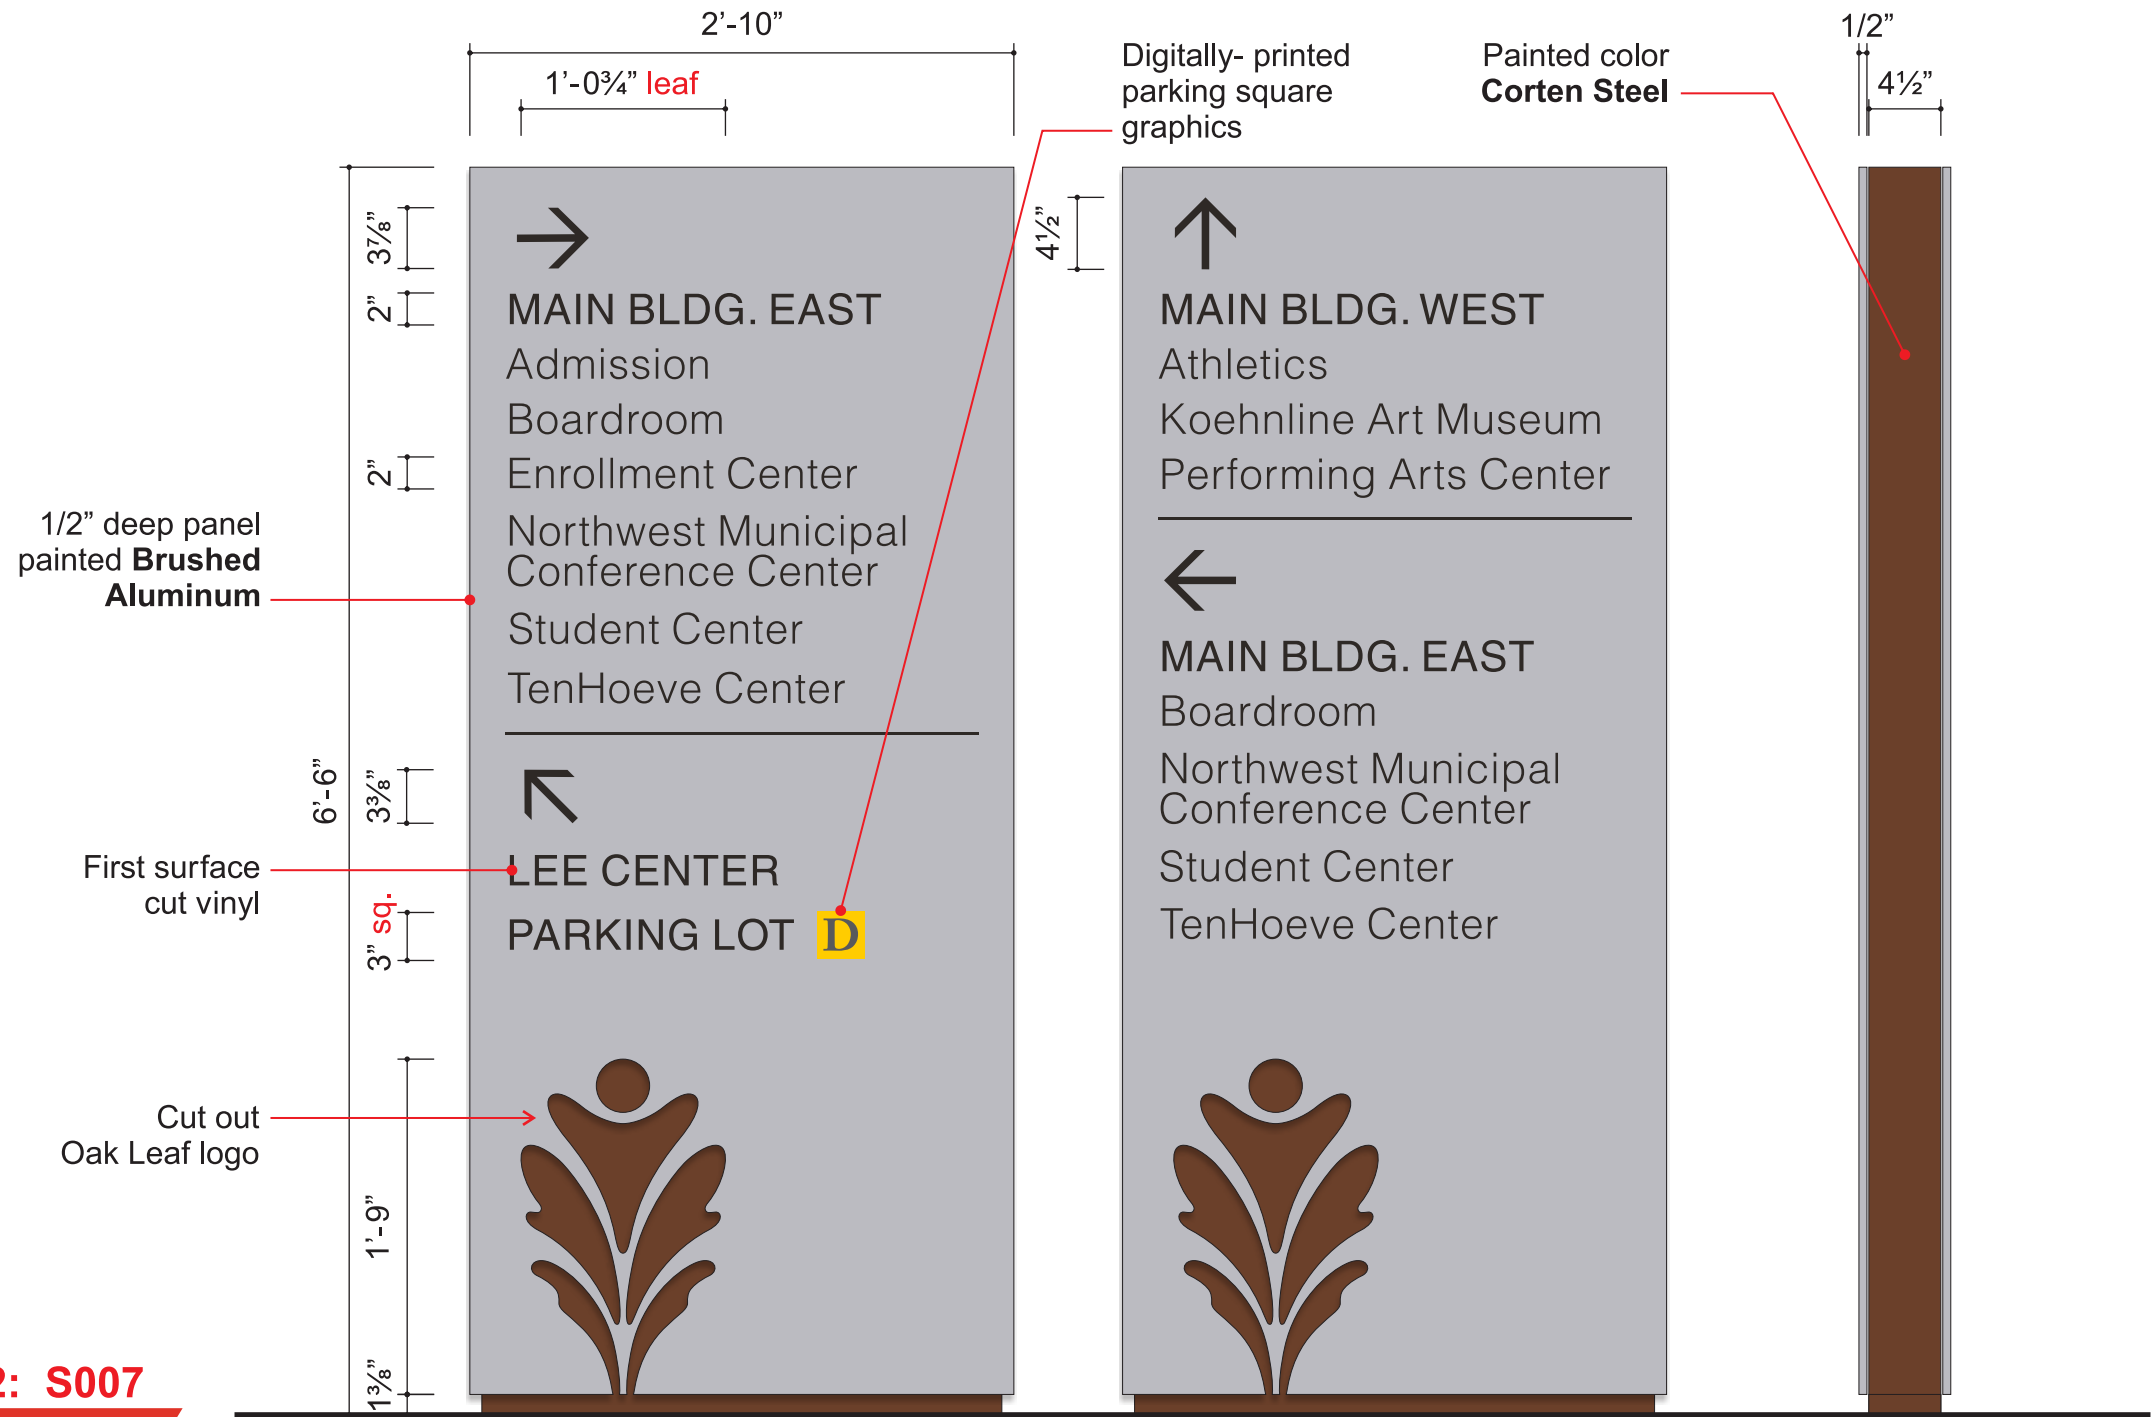 2’-10”
1’-0¾” leaf
Digitally- printed
parking square
graphics
Painted color
Corten Steel
1/2”
4½”
3⅞”
2”
2”
1/2” deep panel
painted Brushed
Aluminum
6’-6”
3⅜”
First surface
cut vinyl
3” sq.
Cut out
Oak Leaf logo
1’-9”
1⅜”
2: S007
MAIN BLDG. EAST
Admission
Boardroom
Enrollment Center
Northwest Municipal
Conference Center
Student Center
TenHoeve Center
LEE CENTER
PARKING LOT D
4½”
MAIN BLDG. WEST
Athletics
Koehnline Art Museum
Performing Arts Center
MAIN BLDG. EAST
Boardroom
Northwest Municipal
Conference Center
Student Center
TenHoeve Center